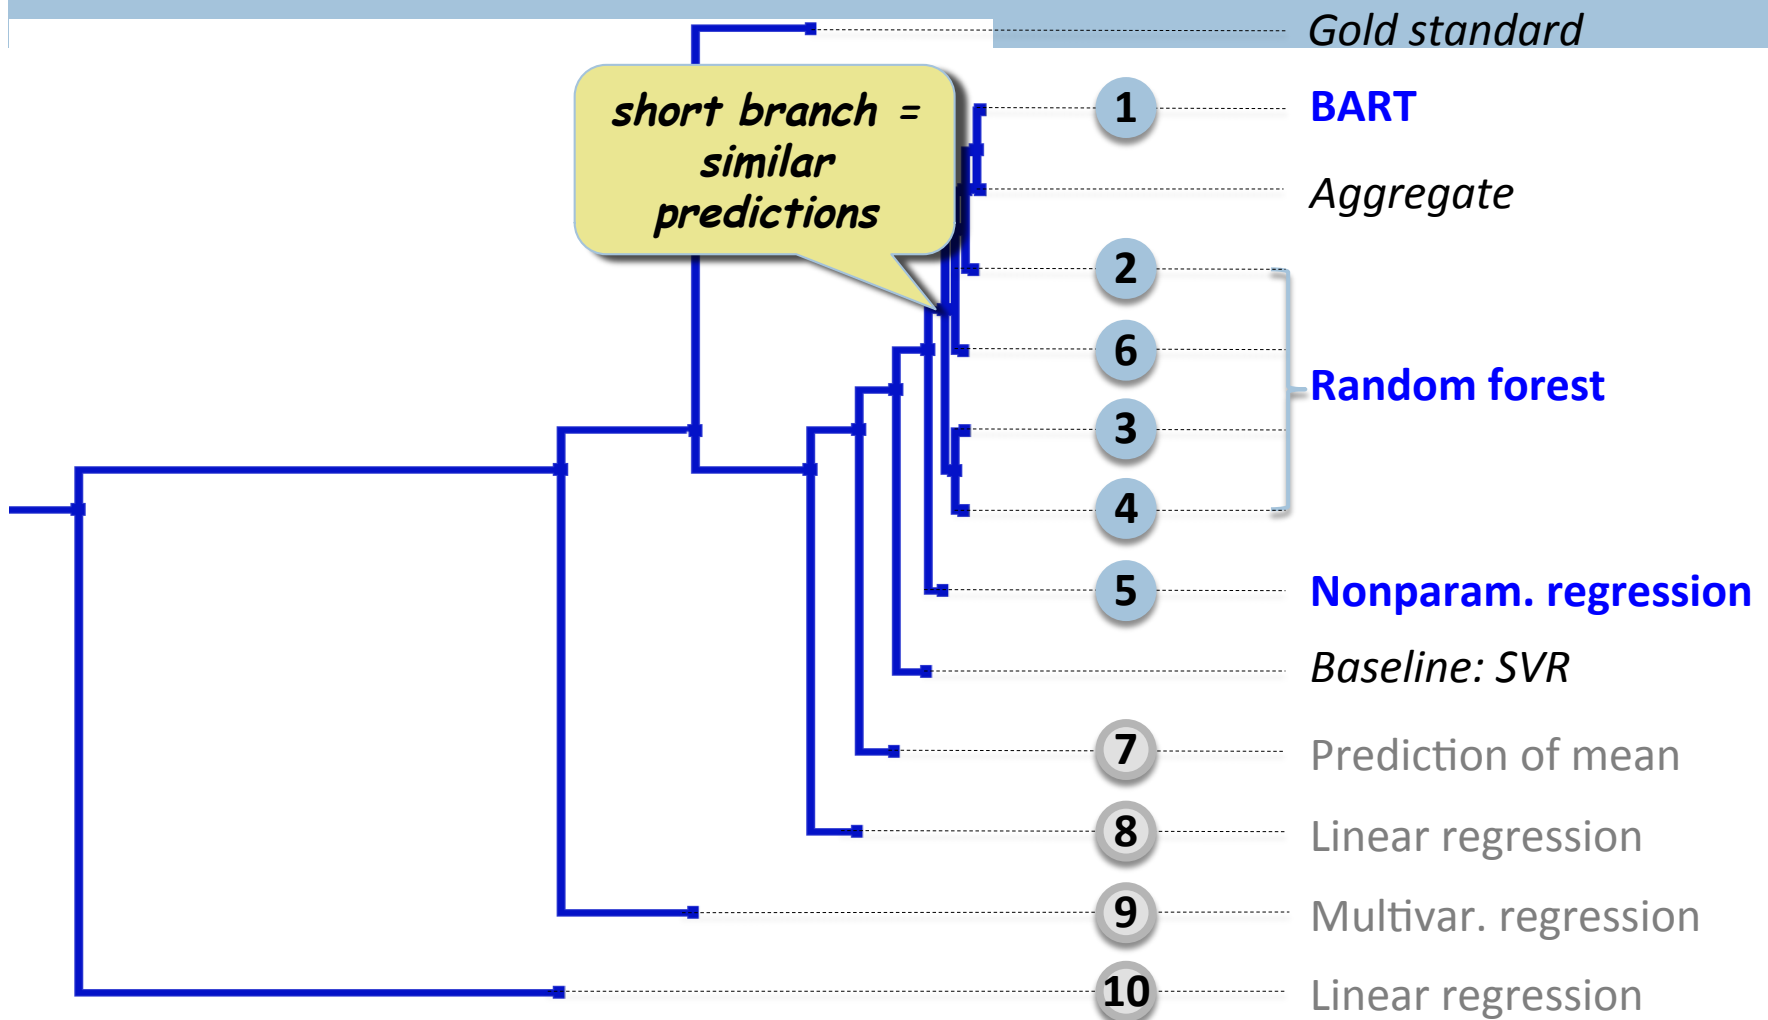 Gold standard
short branch =
similar
predictions
1 BART
Aggregate
2
6
Random forest
3
4
5 Nonparam. regression
Baseline: SVR
7 Prediction of mean
8 Linear regression
9 Multivar. regression
10 Linear regression